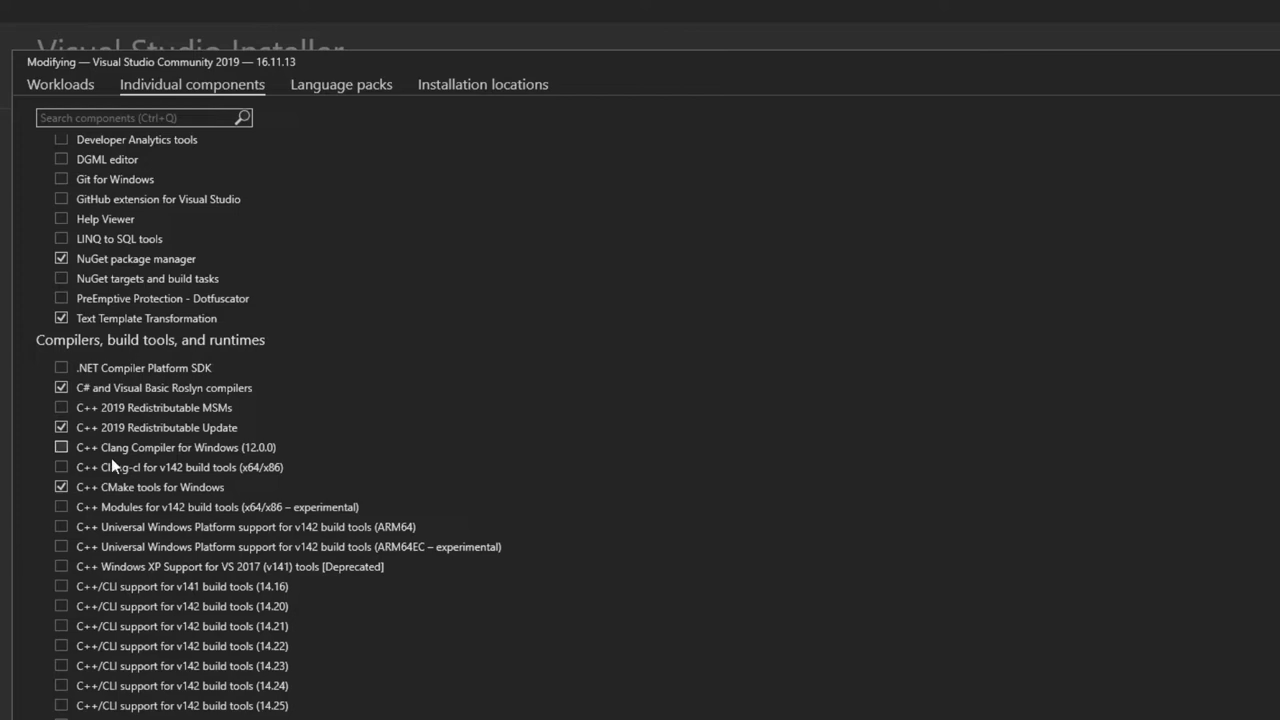 Visual Studio Installer
Modifying — Visual Studio Community 2019 — 16.11.13
Workloads Individual components Language packs Installation locations
Search components (Ctrl+Q)
Developer Analytics tools
DGML editor
Git for Windows
GitHub extension for Visual Studio
Help Viewer
LINQ to SQL tools
NuGet package manager
NuGet targets and build tasks
PreEmptive Protection - Dotfuscator
Text Template Transformation
Compilers, build tools, and runtimes
.NET Compiler Platform SDK
C# and Visual Basic Roslyn compilers
C++ 2019 Redistributable MSMs
C++ 2019 Redistributable Update
C++ Clang Compiler for Windows (12.0.0)
C++ Clang-cl for v142 build tools (x64/x86)
C++ CMake tools for Windows
C++ Modules for v142 build tools (x64/x86 – experimental)
C++ Universal Windows Platform support for v142 build tools (ARM64)
C++ Universal Windows Platform support for v142 build tools (ARM64EC – experimental)
C++ Windows XP Support for VS 2017 (v141) tools [Deprecated]
C++/CLI support for v141 build tools (14.16)
C++/CLI support for v142 build tools (14.20)
C++/CLI support for v142 build tools (14.21)
C++/CLI support for v142 build tools (14.22)
C++/CLI support for v142 build tools (14.23)
C++/CLI support for v142 build tools (14.24)
C++/CLI support for v142 build tools (14.25)